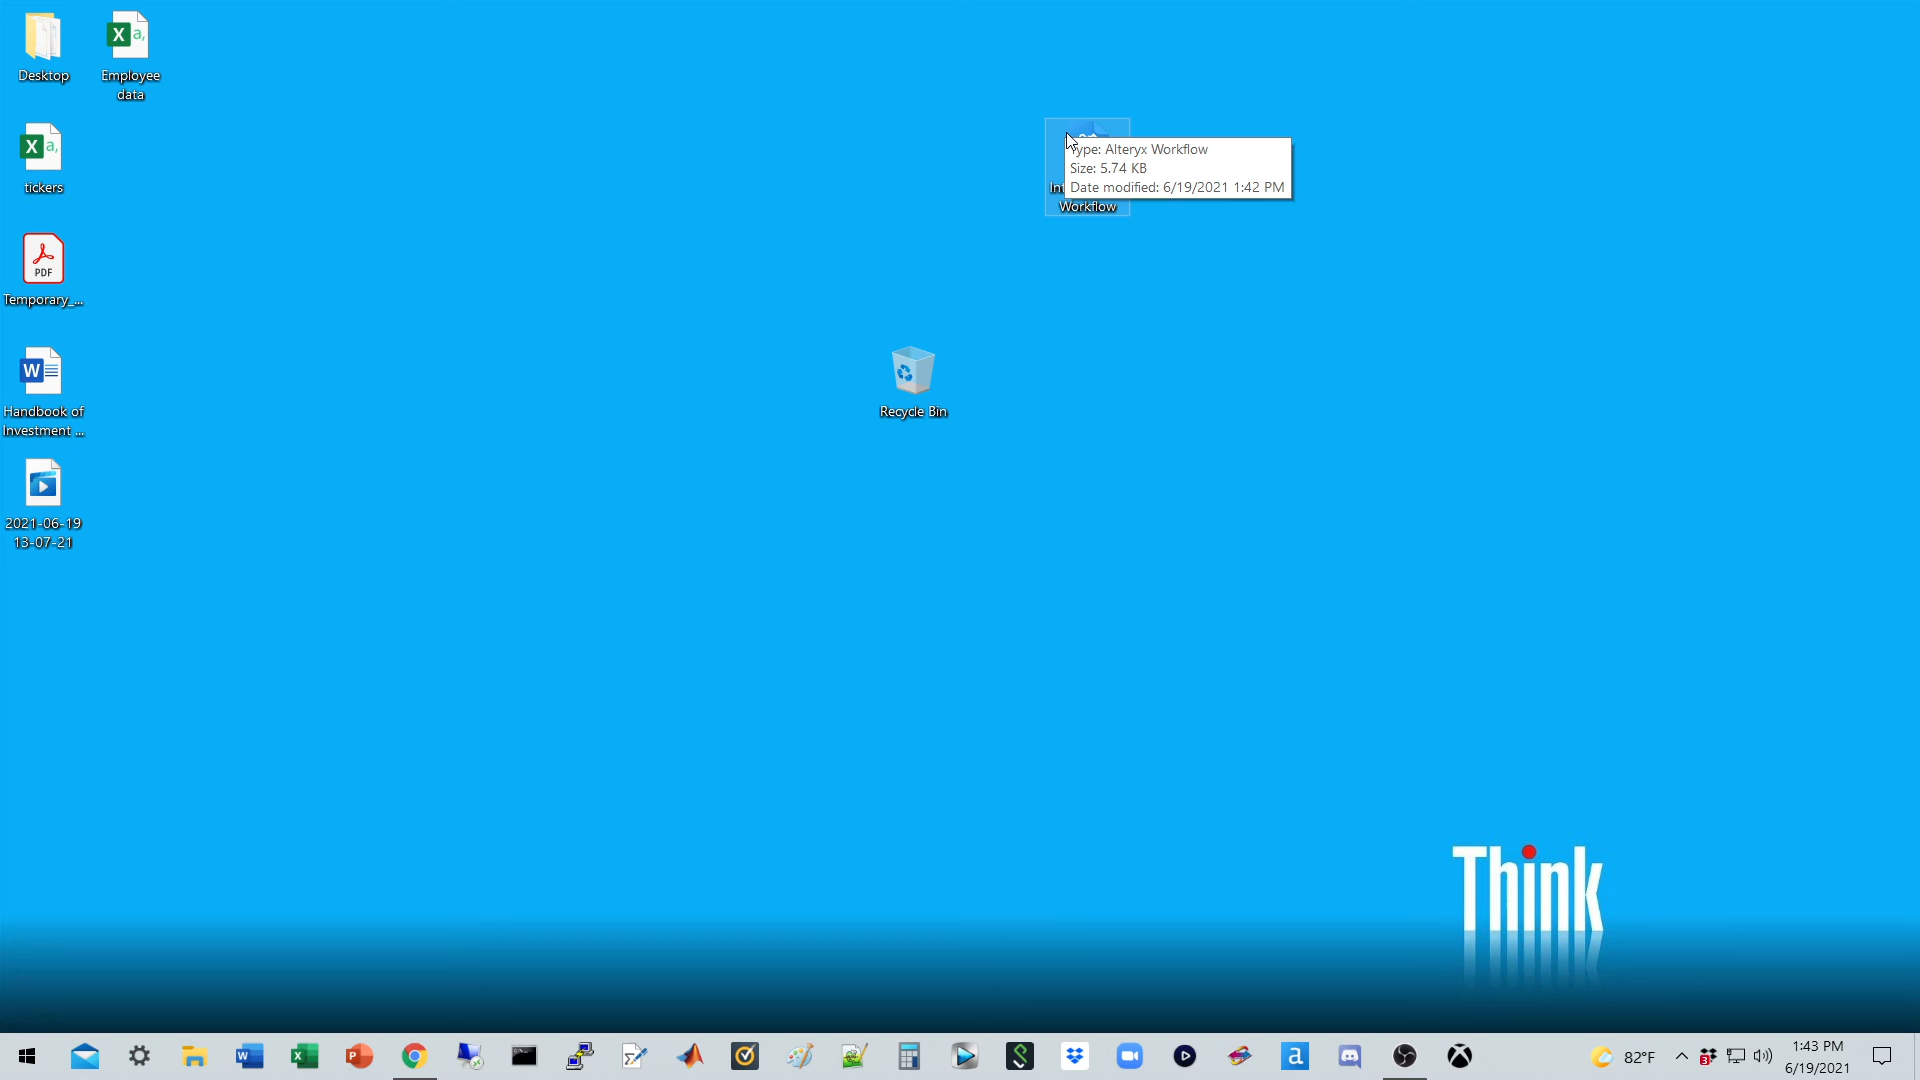 Desktop
Employee
data
tickers
PDF
Temporary_...
Handbook of
Investment ...
2021-06-19
13-07-21
Type: Alteryx Workflow
Size: 5.74 KB
Date modified: 6/19/2021 1:42 PM
Workflow
Recycle Bin
Think
82°F
1:43 PM
6/19/2021